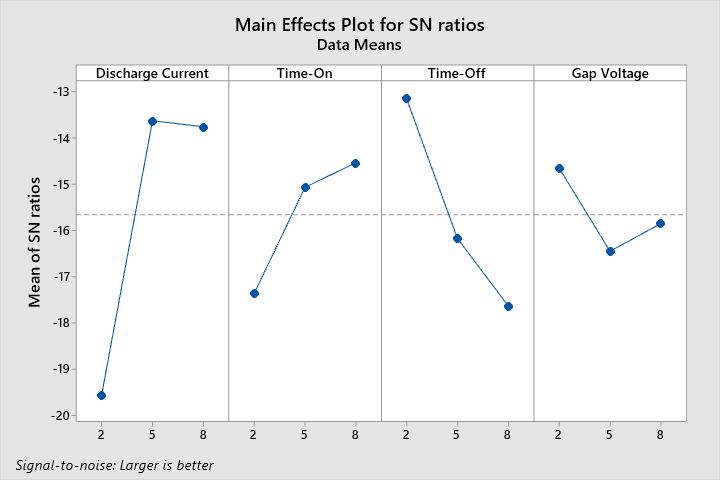 Main Effects Plot for SN ratios
Data Means
Discharge Current Time-On Time-Off Gap Voltage
Mean of SN ratios
-13
-14
-15
-16
-17
-18
-19
-20
2 5 8 2 5 8 2 5 8 2 5 8
Signal-to-noise: Larger is better